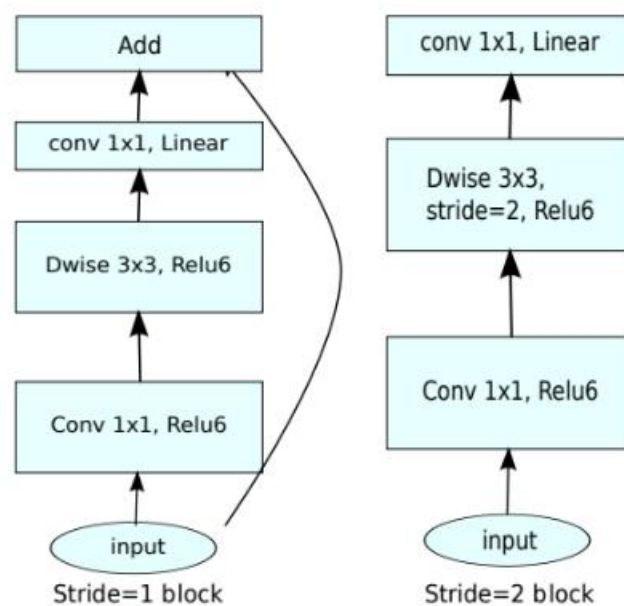 Add
conv 1x1, Linear
Dwise 3x3, Relu6
Conv 1x1, Relu6
input
Stride=1 block
conv 1x1, Linear
Dwise 3x3,
stride=2, Relu6
Conv 1x1, Relu6
input
Stride=2 block